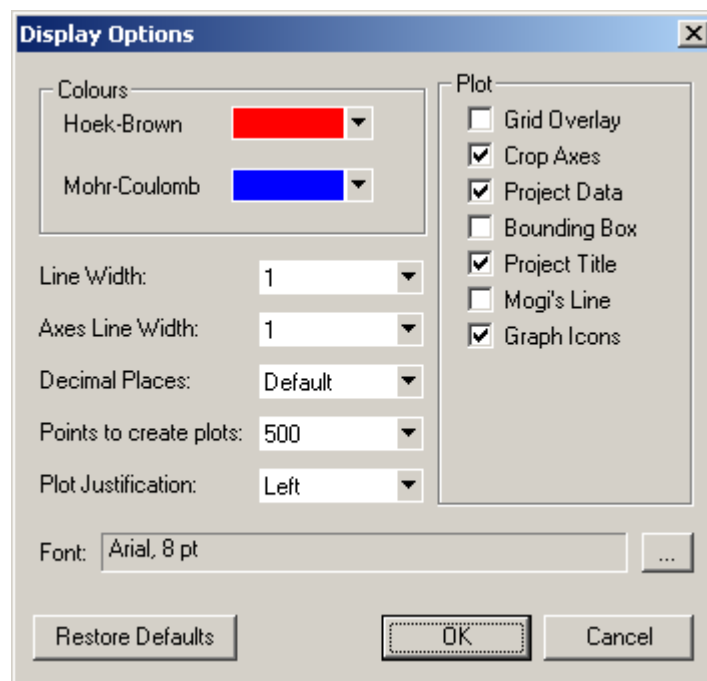 Display Options
Colours
Hoek-Brown
Mohr-Coulomb
Line Width: 1
Axes Line Width: 1
Decimal Places: Default
Points to create plots: 500
Plot Justification: Left
Plot
Grid Overlay
Crop Axes
Project Data
Bounding Box
Project Title
Mogi's Line
Graph Icons
Font: Arial, 8 pt ...
Restore Defaults OK Cancel